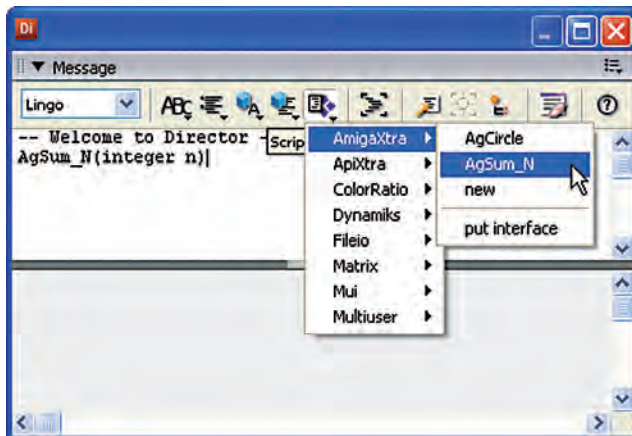 Di
Message
Lingo
ABC
A
-- Welcome to Director -
Scrip
AgSum_N(integer n)
AmigaXtra
ApiXtra
ColorRatio
Dynamiks
Fileio
Matrix
Mui
Multiuser
AgCircle
AgSum_N
new
put interface